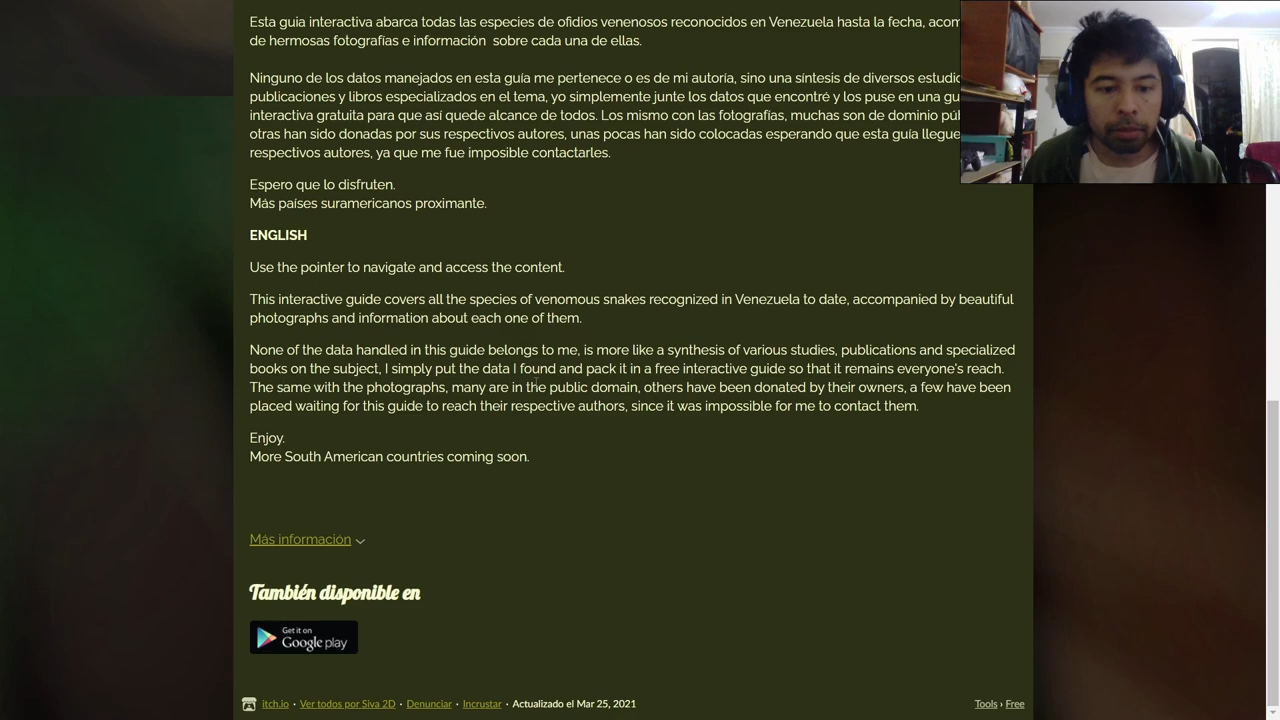 Esta guia interactiva abarca todas las especies de ofidios venenosos reconocidos en Venezuela hasta la fecha,
de hermosas fotografías e información sobre cada una de ellas.
Ninguno de los datos manejados en esta guía me pertenece o es de mi autoría, sino una síntesis de diversos
publicaciones y libros especializados en el tema, yo simplemente junte los datos que encontré y los puse en una
interactiva gratuita para que así quede alcance de todos. Los mismo con las fotografías, muchas son de dominio
otras han sido donadas por sus respectivos autores, unas pocas han sido colocadas esperando que esta guía llegue
respectivos autores, ya que me fue imposible contactarles.
Espero que lo disfruten.
Más países suramericanos proximante.
ENGLISH
Use the pointer to navigate and access the content.
This interactive guide covers all the species of venomous snakes recognized in Venezuela to date, accompanied by beautiful
photographs and information about each one of them.
None of the data handled in this guide belongs to me, is more like a synthesis of various studies, publications and specialized
books on the subject, I simply put the data I found and pack it in a free interactive guide so that it remains everyone's reach.
The same with the photographs, many are in the public domain, others have been donated by their owners, a few have been
placed waiting for this guide to reach their respective authors, since it was impossible for me to contact them.
Enjoy.
More South American countries coming soon.
Más información
También disponible en
Get it on
Google play
itch.io · Ver todos por Siva 2D · Denunciar · Incrustar · Actualizado el Mar 25, 2021
Tools › Free